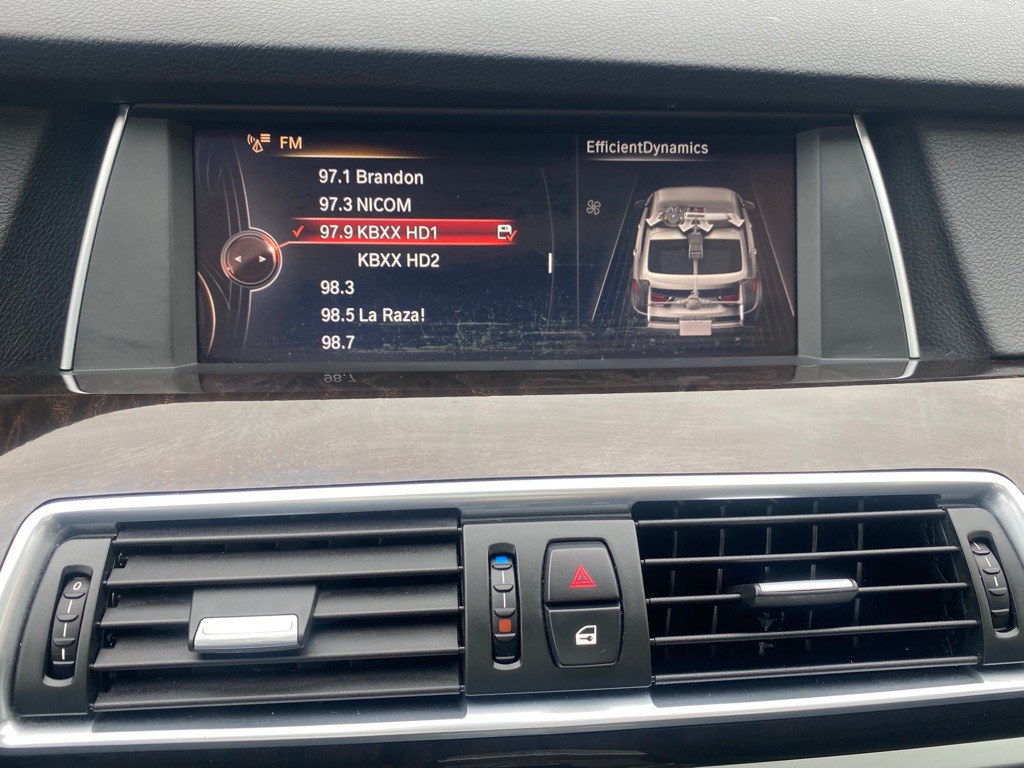 FM
97.1 Brandon
97.3 NICOM
97.9 KBXX HD1
KBXX HD2
98.3
98.5 La Raza!
98.7
EfficientDynamics
0